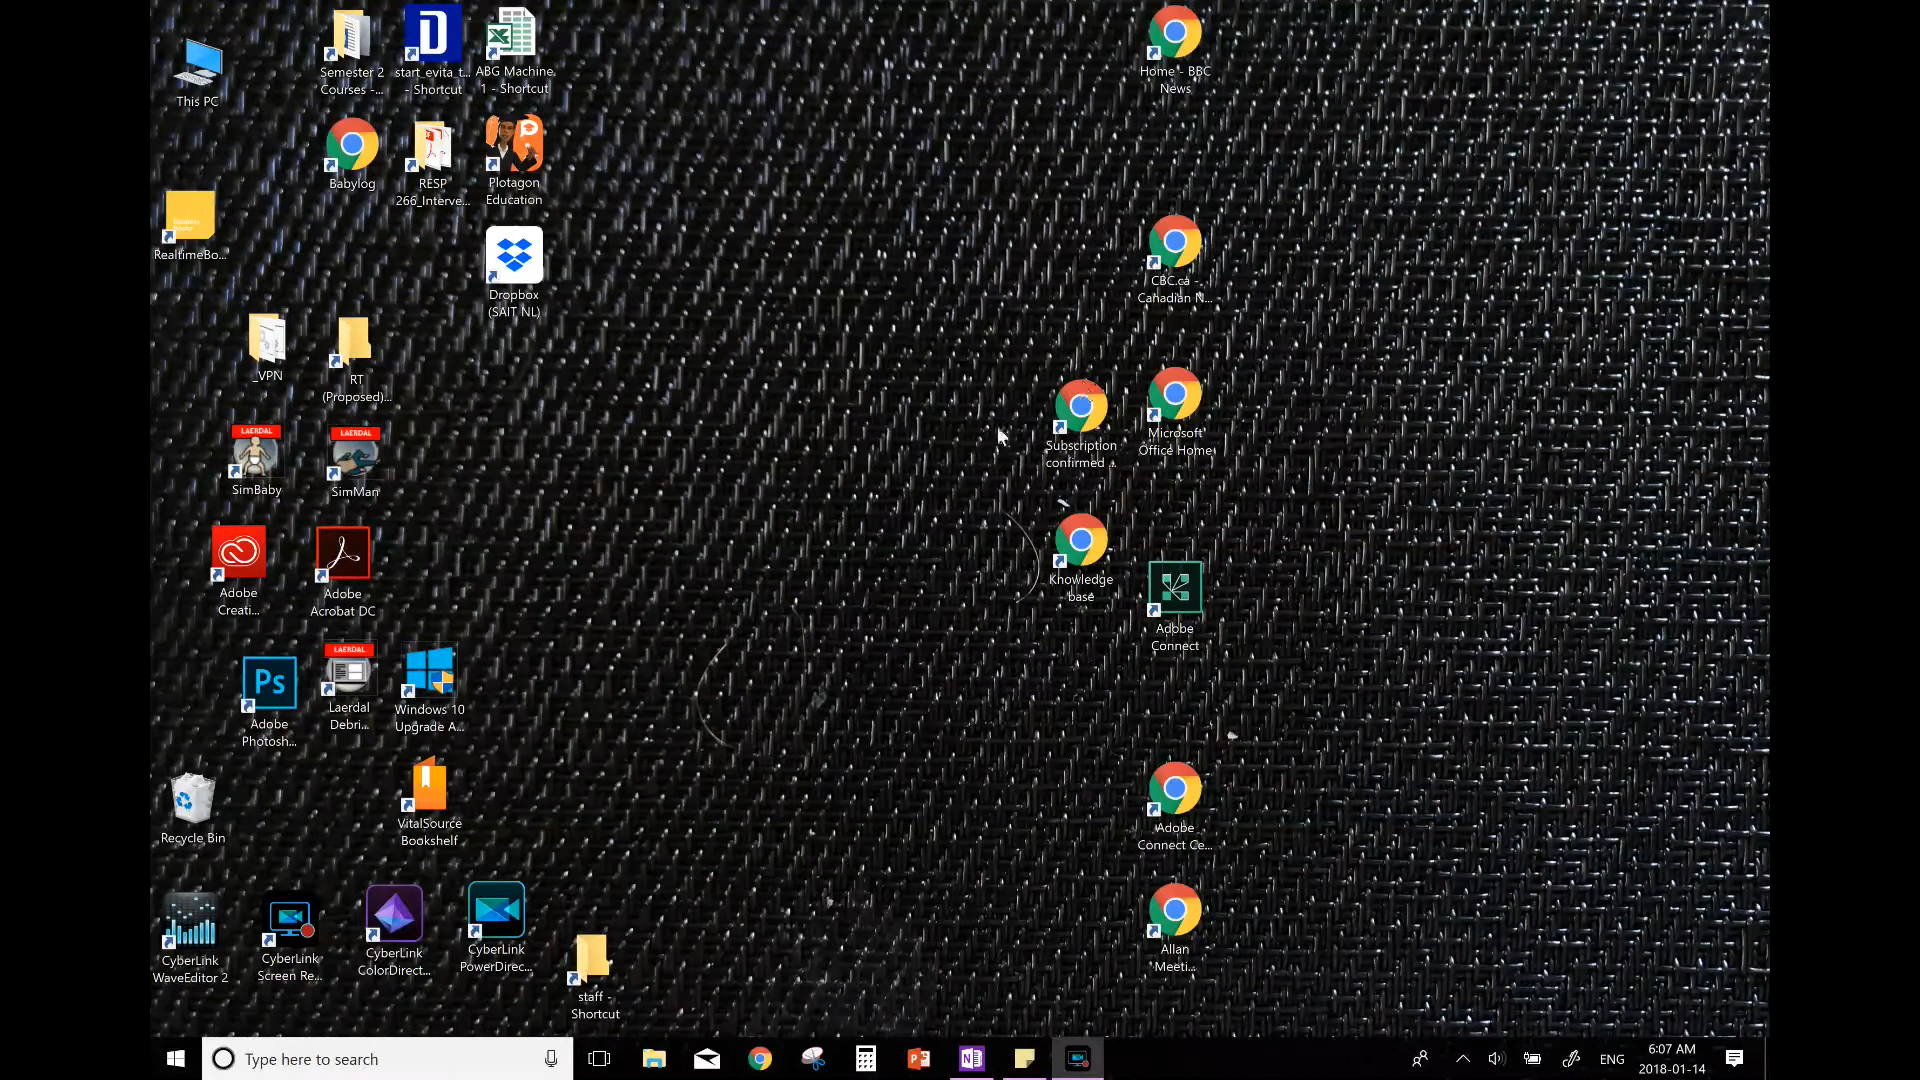 This PC
Semester 2
Courses -...
start_evita_t...
- Shortcut
ABG Machine
1 - Shortcut
Home - BBC
News
Babylog
RESP
266_Interve...
Plotagon
Education
RealtimeBo...
Dropbox
(SAIT NL)
CBC.ca -
Canadian N...
_VPN
RT
(Proposed)...
LAERDAL
SimBaby
LAERDAL
SimMan
Subscription
confirmed ...
Microsoft
Office Home
Adobe
Creati...
Adobe
Acrobat DC
Knowledge
base
Adobe
Connect
Ps
Adobe
Photosh...
LAERDAL
Laerdal
Debri...
Windows 10
Upgrade A...
Recycle Bin
VitalSource
Bookshelf
Adobe
Connect Ce...
CyberLink
WaveEditor 2
CyberLink
Screen Re...
CyberLink
ColorDirect...
CyberLink
PowerDirec...
staff -
Shortcut
Allan
Meeti...
Type here to search
ENG
6:07 AM
2018-01-14